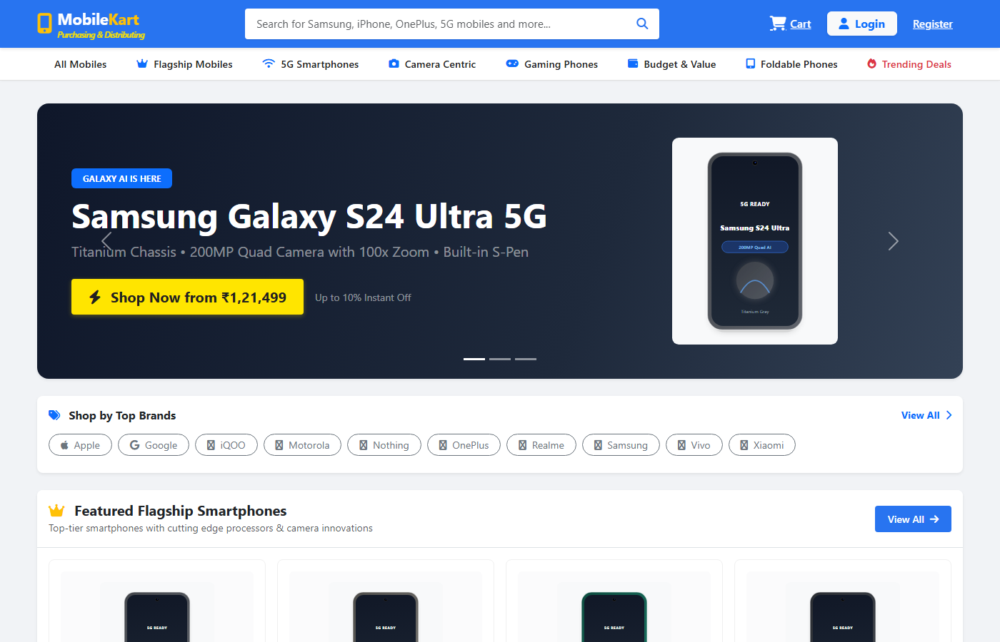 MobileKart
Purchasing & Distributing
Search for Samsung, iPhone, OnePlus, 5G mobiles and more...
Cart
Login
Register
All Mobiles
Flagship Mobiles
5G Smartphones
Camera Centric
Gaming Phones
Budget & Value
Foldable Phones
Trending Deals
GALAXY AI IS HERE
Samsung Galaxy S24 Ultra 5G
Titanium Chassis • 200MP Quad Camera with 100x Zoom • Built-in S-Pen
Shop Now from ₹1,21,499
Up to 10% Instant Off
5G READY
Samsung S24 Ultra
200MP Quad AI
Titanium Gray
Shop by Top Brands
View All
Apple
Google
iQOO
Motorola
Nothing
OnePlus
Realme
Samsung
Vivo
Xiaomi
Featured Flagship Smartphones
Top-tier smartphones with cutting edge processors & camera innovations
View All
5G READY
5G READY
5G READY
5G READY